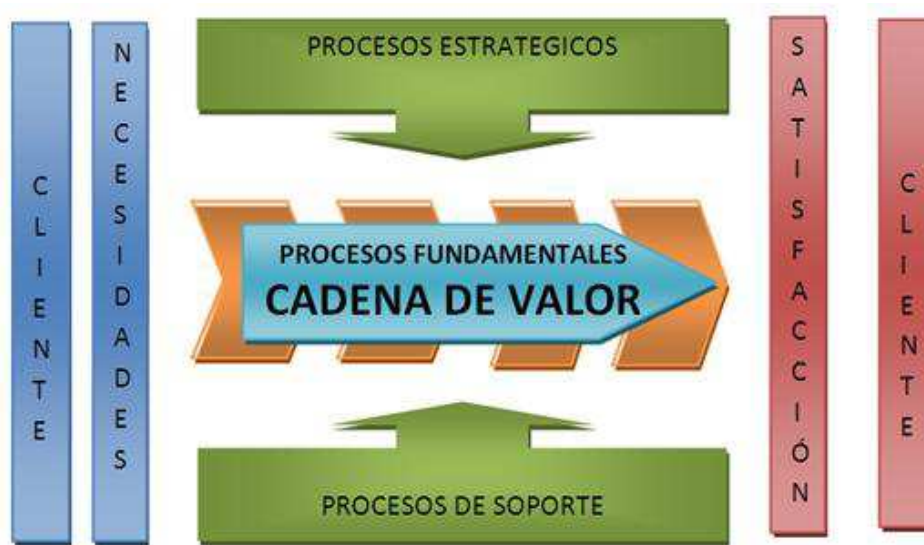 CLIENTE
NECESIDADES
PROCESOS ESTRATEGICOS
PROCESOS FUNDAMENTALES
CADENA DE VALOR
PROCESOS DE SOPORTE
SATISFACCIÓN
CLIENTE